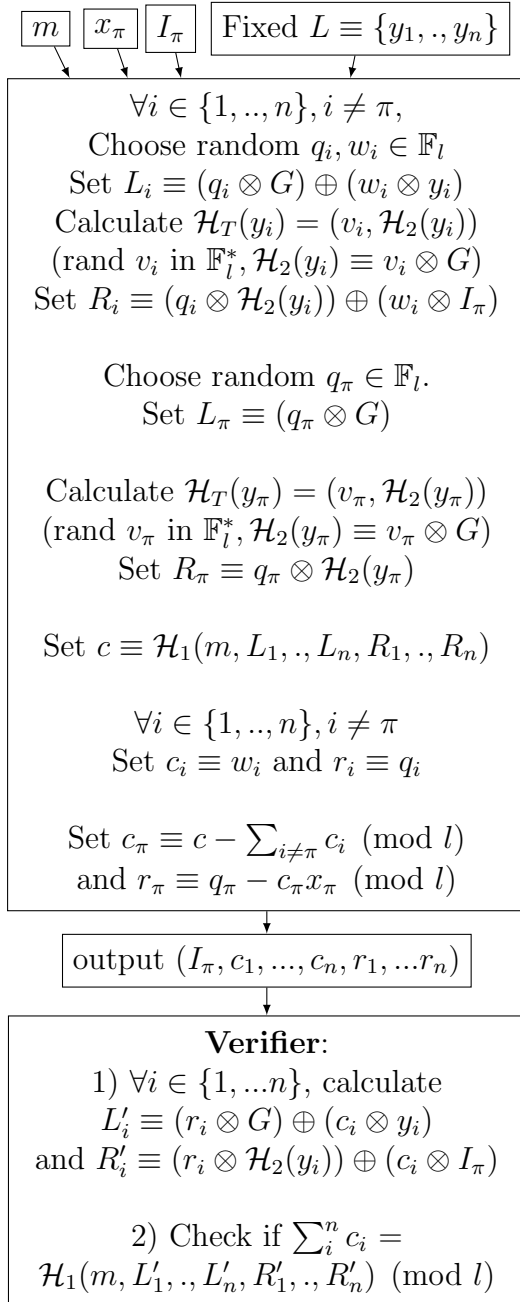 m x_π I_π Fixed L ≡ {y_1,.,y_n}
∀i ∈ {1,..,n}, i ≠ π,
Choose random q_i, w_i ∈ 𝔽_l
Set L_i ≡ (q_i ⊗ G) ⊕ (w_i ⊗ y_i)
Calculate ℋ_T(y_i) = (v_i, ℋ_2(y_i))
(rand v_i in 𝔽_l^*, ℋ_2(y_i) ≡ v_i ⊗ G)
Set R_i ≡ (q_i ⊗ ℋ_2(y_i)) ⊕ (w_i ⊗ I_π)
Choose random q_π ∈ 𝔽_l.
Set L_π ≡ (q_π ⊗ G)
Calculate ℋ_T(y_π) = (v_π, ℋ_2(y_π))
(rand v_π in 𝔽_l^*, ℋ_2(y_π) ≡ v_π ⊗ G)
Set R_π ≡ q_π ⊗ ℋ_2(y_π)
Set c ≡ ℋ_1(m, L_1,., L_n, R_1,., R_n)
∀i ∈ {1,..,n}, i ≠ π
Set c_i ≡ w_i and r_i ≡ q_i
Set c_π ≡ c − ∑_{i≠π} c_i (mod l)
and r_π ≡ q_π − c_π x_π (mod l)
output (I_π, c_1, ..., c_n, r_1, ...r_n)
Verifier:
1) ∀i ∈ {1, ...n}, calculate
L'_i ≡ (r_i ⊗ G) ⊕ (c_i ⊗ y_i)
and R'_i ≡ (r_i ⊗ ℋ_2(y_i)) ⊕ (c_i ⊗ I_π)
2) Check if ∑_i^n c_i =
ℋ_1(m, L'_1,., L'_n, R'_1,., R'_n) (mod l)